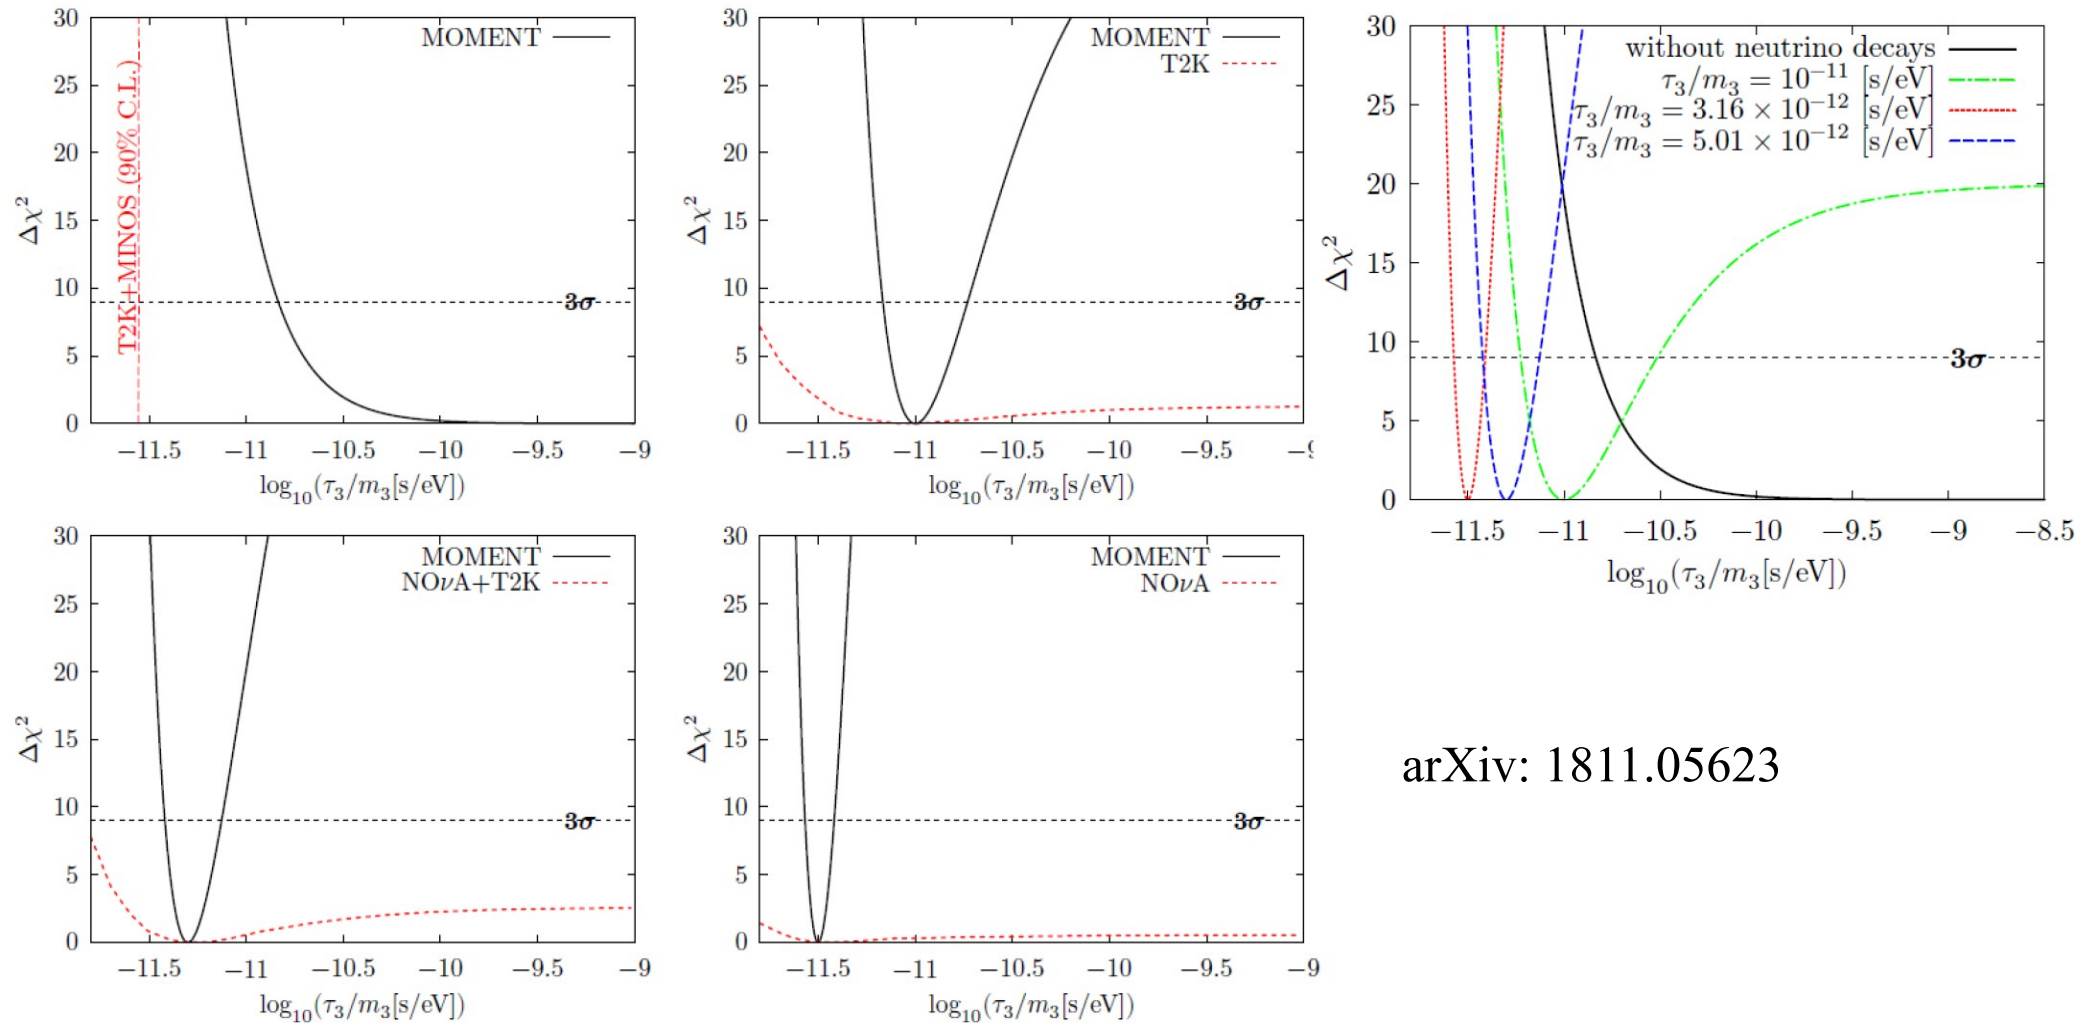 30
25
20
15
10
5
0
Δχ²
T2K+MINOS (90% C.L.)
MOMENT
3σ
−11.5 −11 −10.5 −10 −9.5 −9
log₁₀(τ₃/m₃[s/eV])
30
25
20
15
10
5
0
Δχ²
MOMENT
T2K
3σ
−11.5 −11 −10.5 −10 −9.5
log₁₀(τ₃/m₃[s/eV])
30
25
20
15
10
5
0
Δχ²
without neutrino decays
τ₃/m₃ = 10⁻¹¹ [s/eV]
τ₃/m₃ = 3.16 × 10⁻¹² [s/eV]
τ₃/m₃ = 5.01 × 10⁻¹² [s/eV]
3σ
−11.5 −11 −10.5 −10 −9.5 −9 −8.5
log₁₀(τ₃/m₃[s/eV])
30
25
20
15
10
5
0
Δχ²
MOMENT
NOνA+T2K
3σ
−11.5 −11 −10.5 −10 −9.5 −9
log₁₀(τ₃/m₃[s/eV])
30
25
20
15
10
5
0
Δχ²
MOMENT
NOνA
3σ
−11.5 −11 −10.5 −10 −9.5 −9
log₁₀(τ₃/m₃[s/eV])
arXiv: 1811.05623